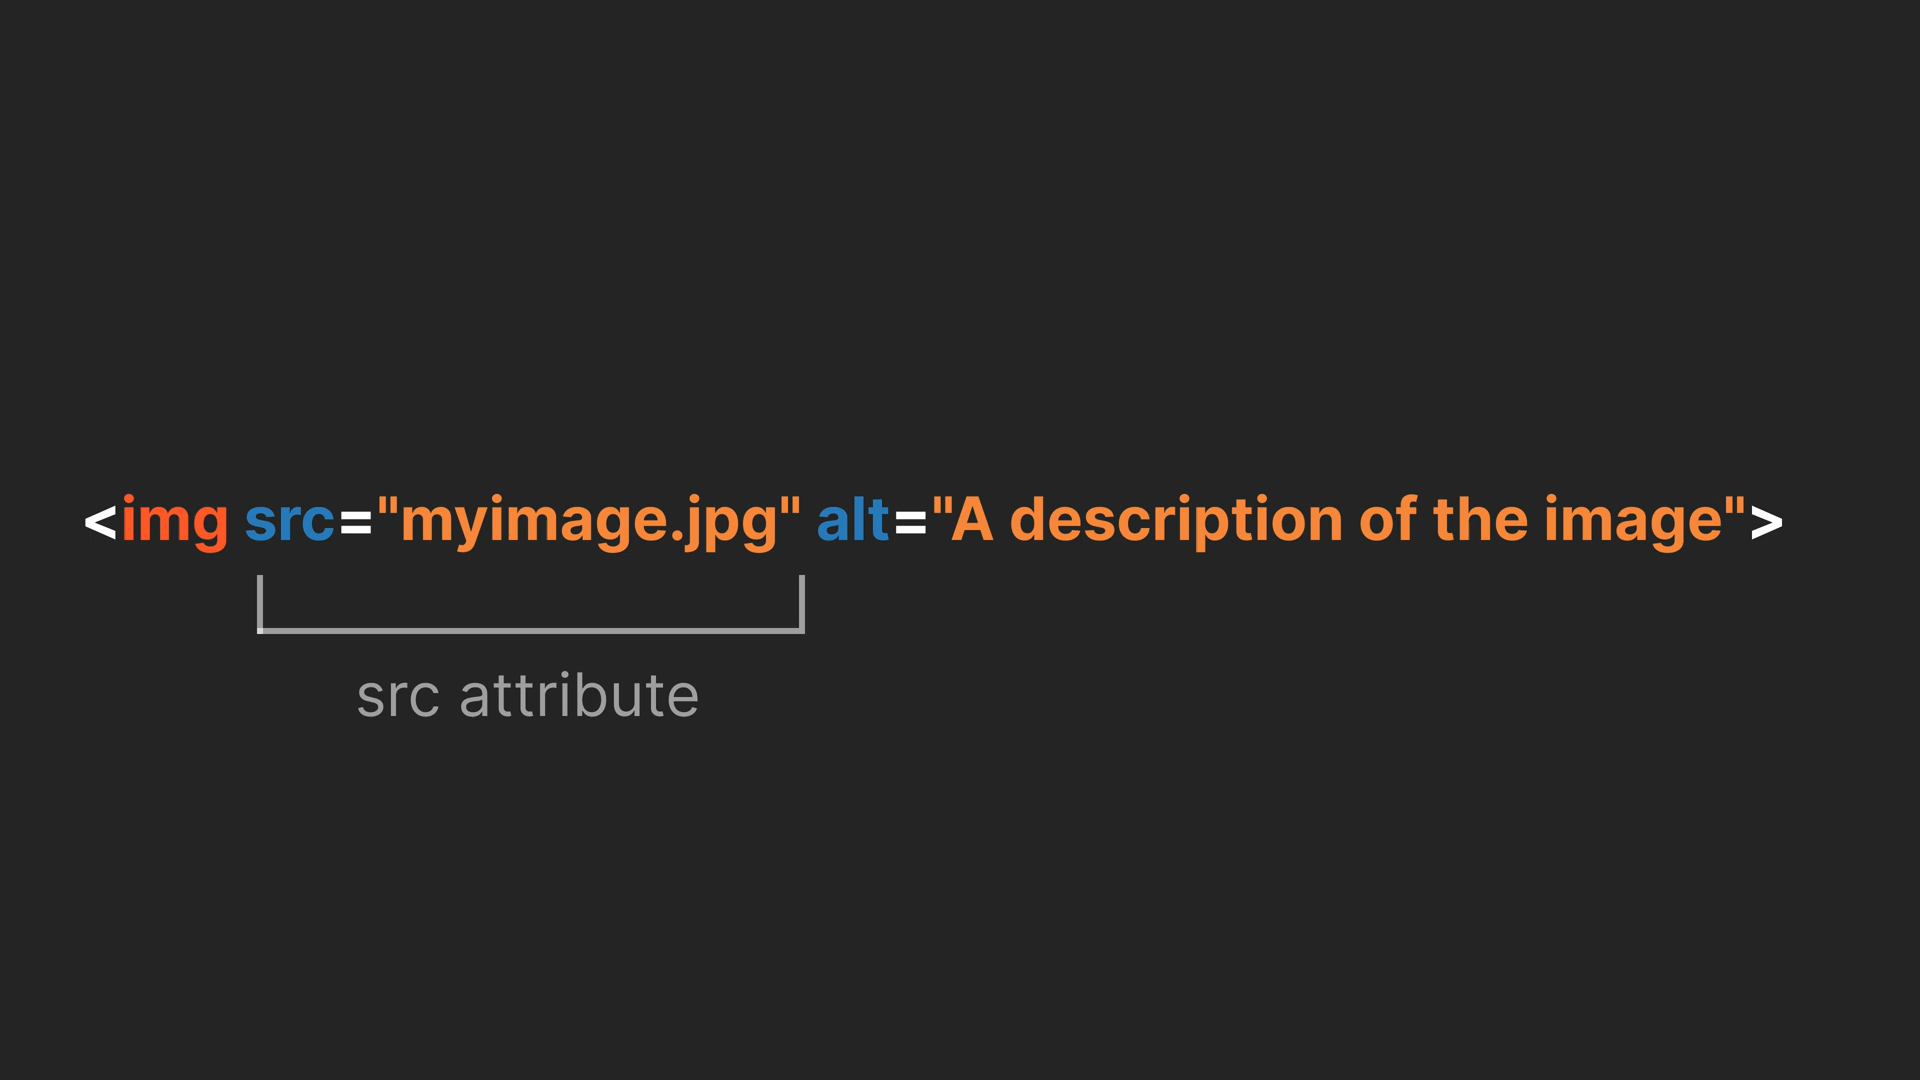 <img src="myimage.jpg" alt="A description of the image">
src attribute